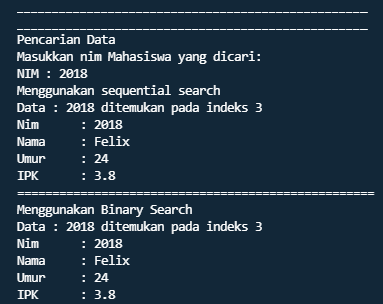 __________________________________________________
__________________________________________________
Pencarian Data
Masukkan nim Mahasiswa yang dicari:
NIM : 2018
Menggunakan sequential search
Data : 2018 ditemukan pada indeks 3
Nim      : 2018
Nama     : Felix
Umur     : 24
IPK      : 3.8
===================================================
Menggunakan Binary Search
Data : 2018 ditemukan pada indeks 3
Nim      : 2018
Nama     : Felix
Umur     : 24
IPK      : 3.8